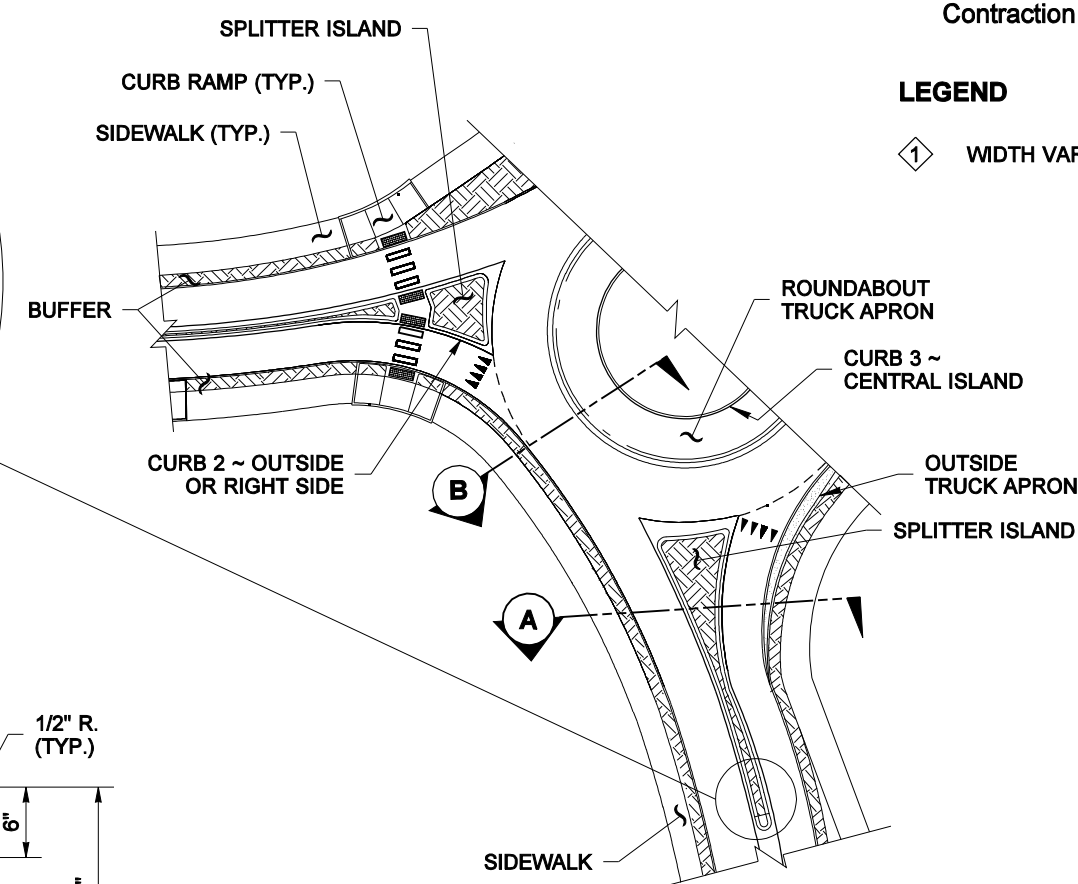 Contraction
SPLITTER ISLAND
CURB RAMP (TYP.)
SIDEWALK (TYP.)
LEGEND
1 WIDTH VAR
BUFFER
ROUNDABOUT
TRUCK APRON
CURB 3 ~
CENTRAL ISLAND
CURB 2 ~ OUTSIDE
OR RIGHT SIDE
B
OUTSIDE
TRUCK APRON
SPLITTER ISLAND
A
1/2" R.
(TYP.)
6"
SIDEWALK